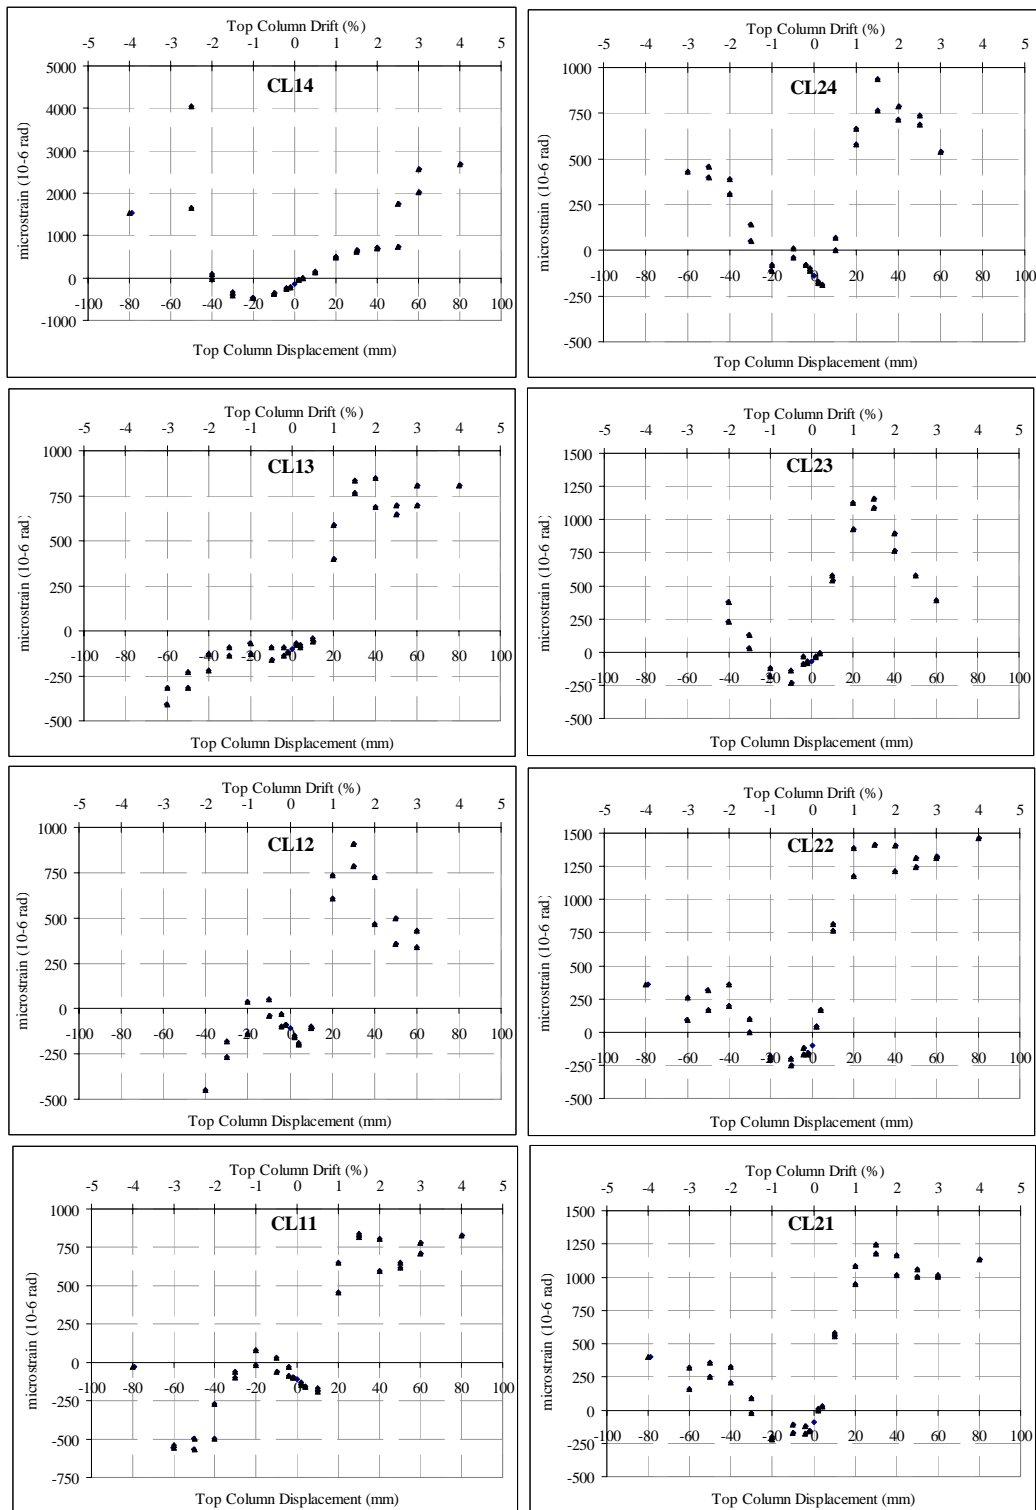 Top Column Drift (%)
-5 -4 -3 -2 -1 0 1 2 3 4 5
CL14
microstrain (10-6 rad)
5000
4000
3000
2000
1000
0
-1000
-100 -80 -60 -40 -20 0 20 40 60 80 100
Top Column Displacement (mm)
Top Column Drift (%)
-5 -4 -3 -2 -1 0 1 2 3 4 5
CL24
microstrain (10-6 rad)
1000
750
500
250
0
-250
-500
-100 -80 -60 -40 -20 0 20 40 60 80 100
Top Column Displacement (mm)
Top Column Drift (%)
-5 -4 -3 -2 -1 0 1 2 3 4 5
CL13
microstrain (10-6 rad)
1000
750
500
250
0
-250
-500
-100 -80 -60 -40 -20 0 20 40 60 80 100
Top Column Displacement (mm)
Top Column Drift (%)
-5 -4 -3 -2 -1 0 1 2 3 4 5
CL23
microstrain (10-6 rad)
1500
1250
1000
750
500
250
0
-250
-500
-100 -80 -60 -40 -20 0 20 40 60 80 100
Top Column Displacement (mm)
Top Column Drift (%)
-5 -4 -3 -2 -1 0 1 2 3 4 5
CL12
microstrain (10-6 rad)
1000
750
500
250
0
-250
-500
-100 -80 -60 -40 -20 0 20 40 60 80 100
Top Column Displacement (mm)
Top Column Drift (%)
-5 -4 -3 -2 -1 0 1 2 3 4 5
CL22
microstrain (10-6 rad)
1500
1250
1000
750
500
250
0
-250
-500
-100 -80 -60 -40 -20 0 20 40 60 80 100
Top Column Displacement (mm)
Top Column Drift (%)
-5 -4 -3 -2 -1 0 1 2 3 4 5
CL11
microstrain (10-6 rad)
1000
750
500
250
0
-250
-500
-750
-100 -80 -60 -40 -20 0 20 40 60 80 100
Top Column Displacement (mm)
Top Column Drift (%)
-5 -4 -3 -2 -1 0 1 2 3 4 5
CL21
microstrain (10-6 rad)
1500
1250
1000
750
500
250
0
-250
-500
-100 -80 -60 -40 -20 0 20 40 60 80 100
Top Column Displacement (mm)